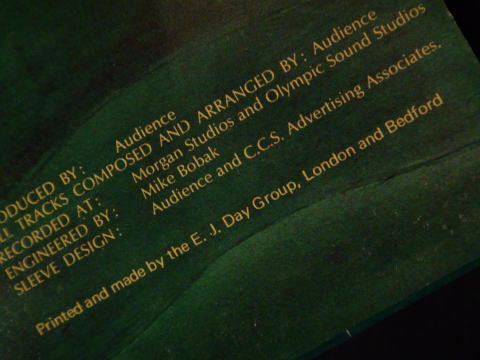 ODUCED BY: Audience
L TRACKS COMPOSED AND ARRANGED BY: Audience
RECORDED AT: Morgan Studios and Olympic Sound Studios
ENGINEERED BY: Mike Bobak
SLEEVE DESIGN: Audience and C.C.S. Advertising Associates.
Printed and made by the E. J. Day Group, London and Bedford